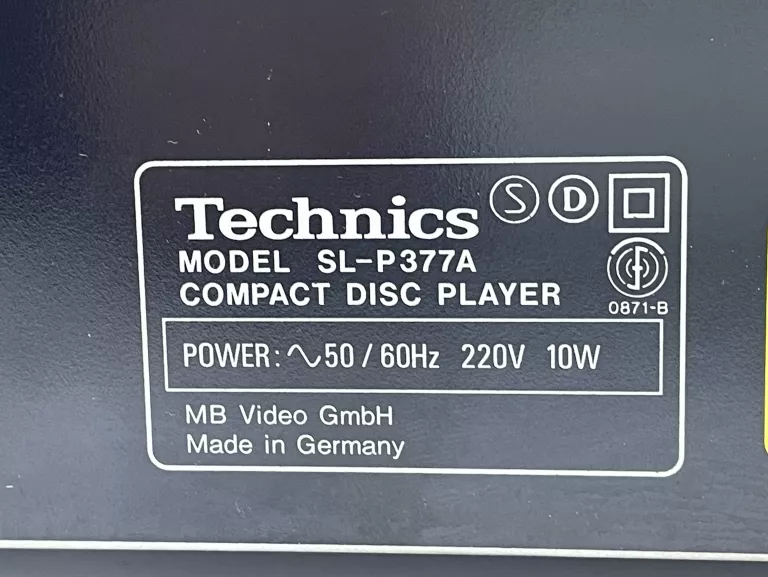 Technics S D
MODEL SL-P377A
COMPACT DISC PLAYER
0871-B
POWER: ∿50 / 60Hz 220V 10W
MB Video GmbH
Made in Germany